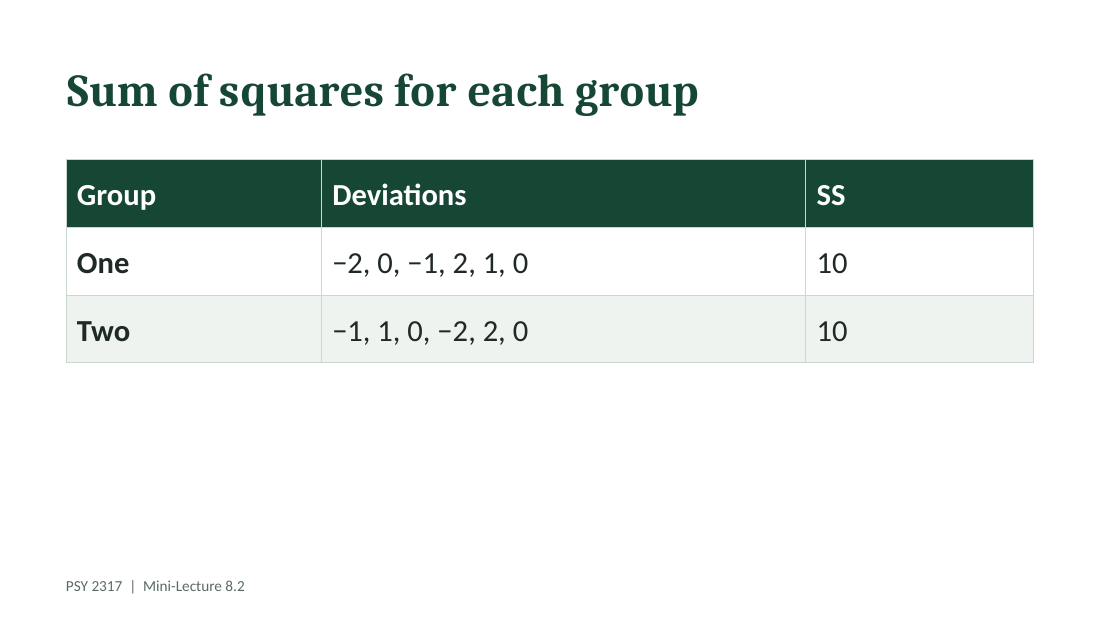 Sum of squares for each group
Group Deviations SS
One −2, 0, −1, 2, 1, 0 10
Two −1, 1, 0, −2, 2, 0 10
PSY 2317 | Mini-Lecture 8.2